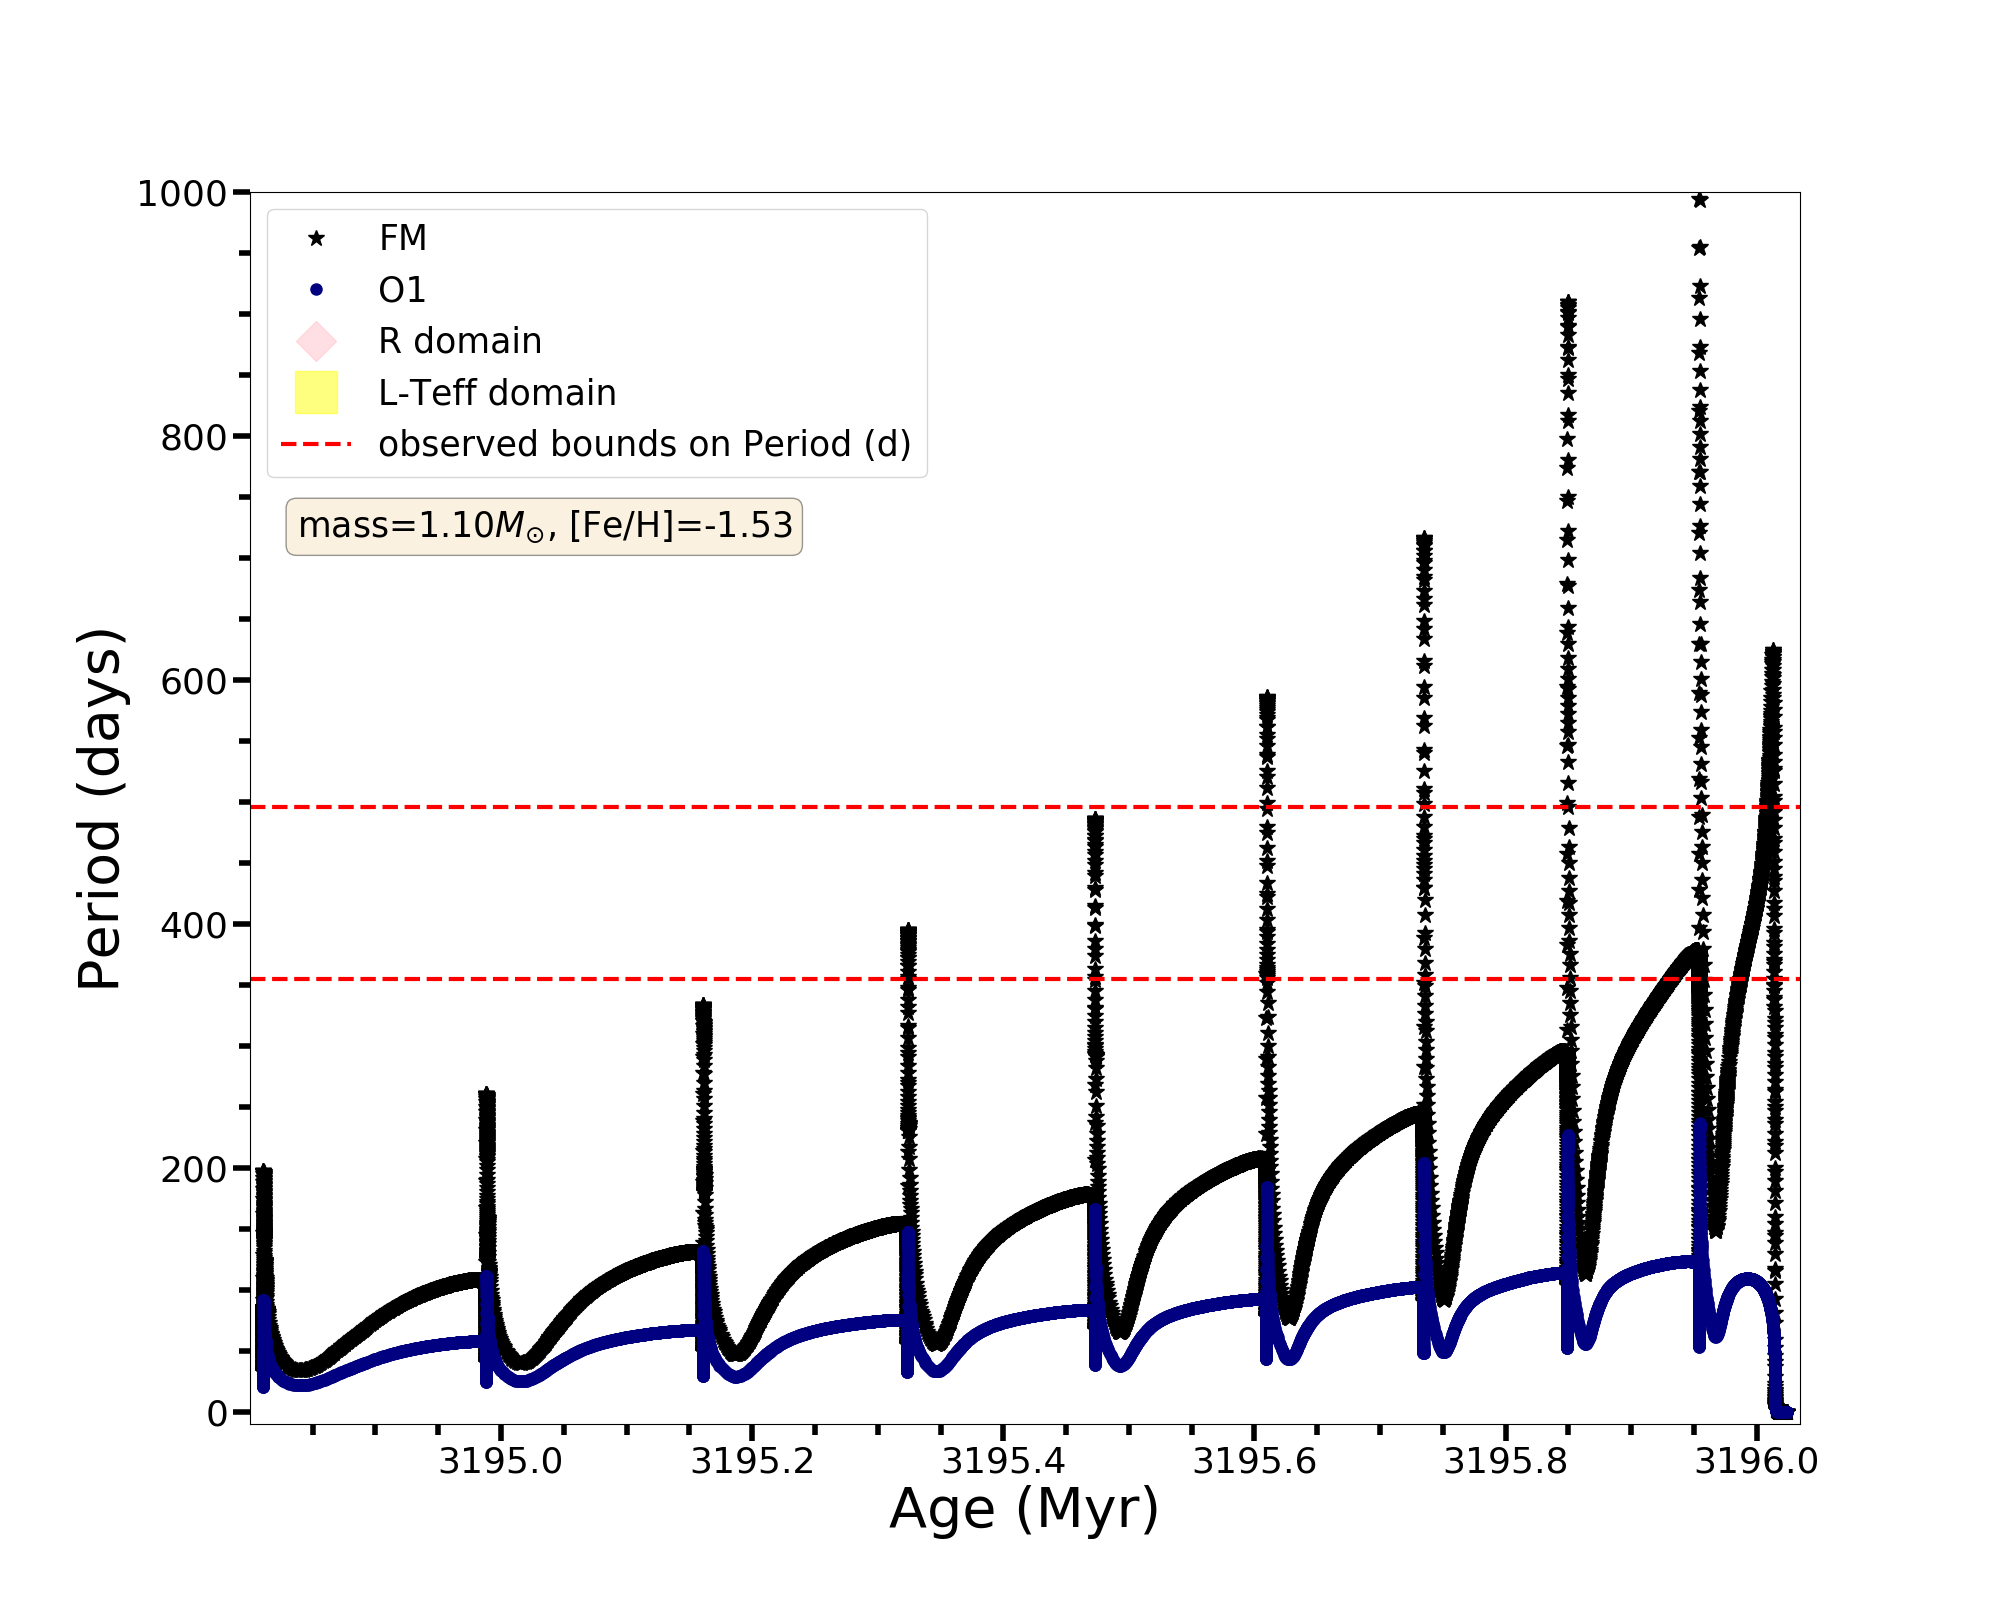 1000
800
600
400
200
0
Period (days)
FM
O1
R domain
L-Teff domain
observed bounds on Period (d)
mass=1.10M☉, [Fe/H]=-1.53
3195.0 3195.2 3195.4 3195.6 3195.8 3196.0
Age (Myr)